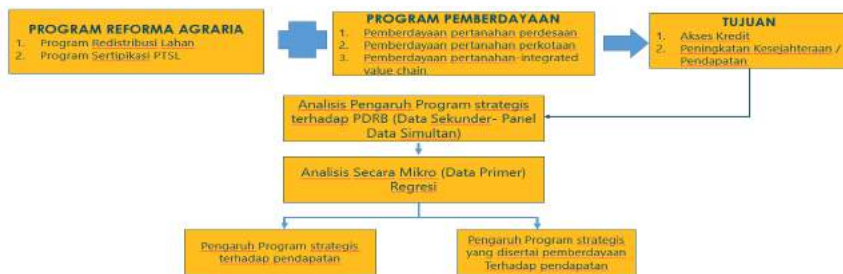 PROGRAM REFORMA AGRARIA
1. Program Redistribusi Lahan
2. Program Sertipikasi PTSL
PROGRAM PEMBERDAYAAN
1. Pemberdayaan pertanahan perdesaan
2. Pemberdayaan pertanahan perkotaan
3. Pemberdayaan pertanahan-integrated
value chain
TUJUAN
1. Akses Kredit
2. Peningkatan Kesejahteraan /
Pendapatan
Analisis Pengaruh Program strategis
terhadap PDRB (Data Sekunder- Panel
Data Simultan)
Analisis Secara Mikro (Data Primer)
Regresi
Pengaruh Program strategis
terhadap pendapatan
Pengaruh Program strategis
yang disertai pemberdayaan
Terhadap pendapatan